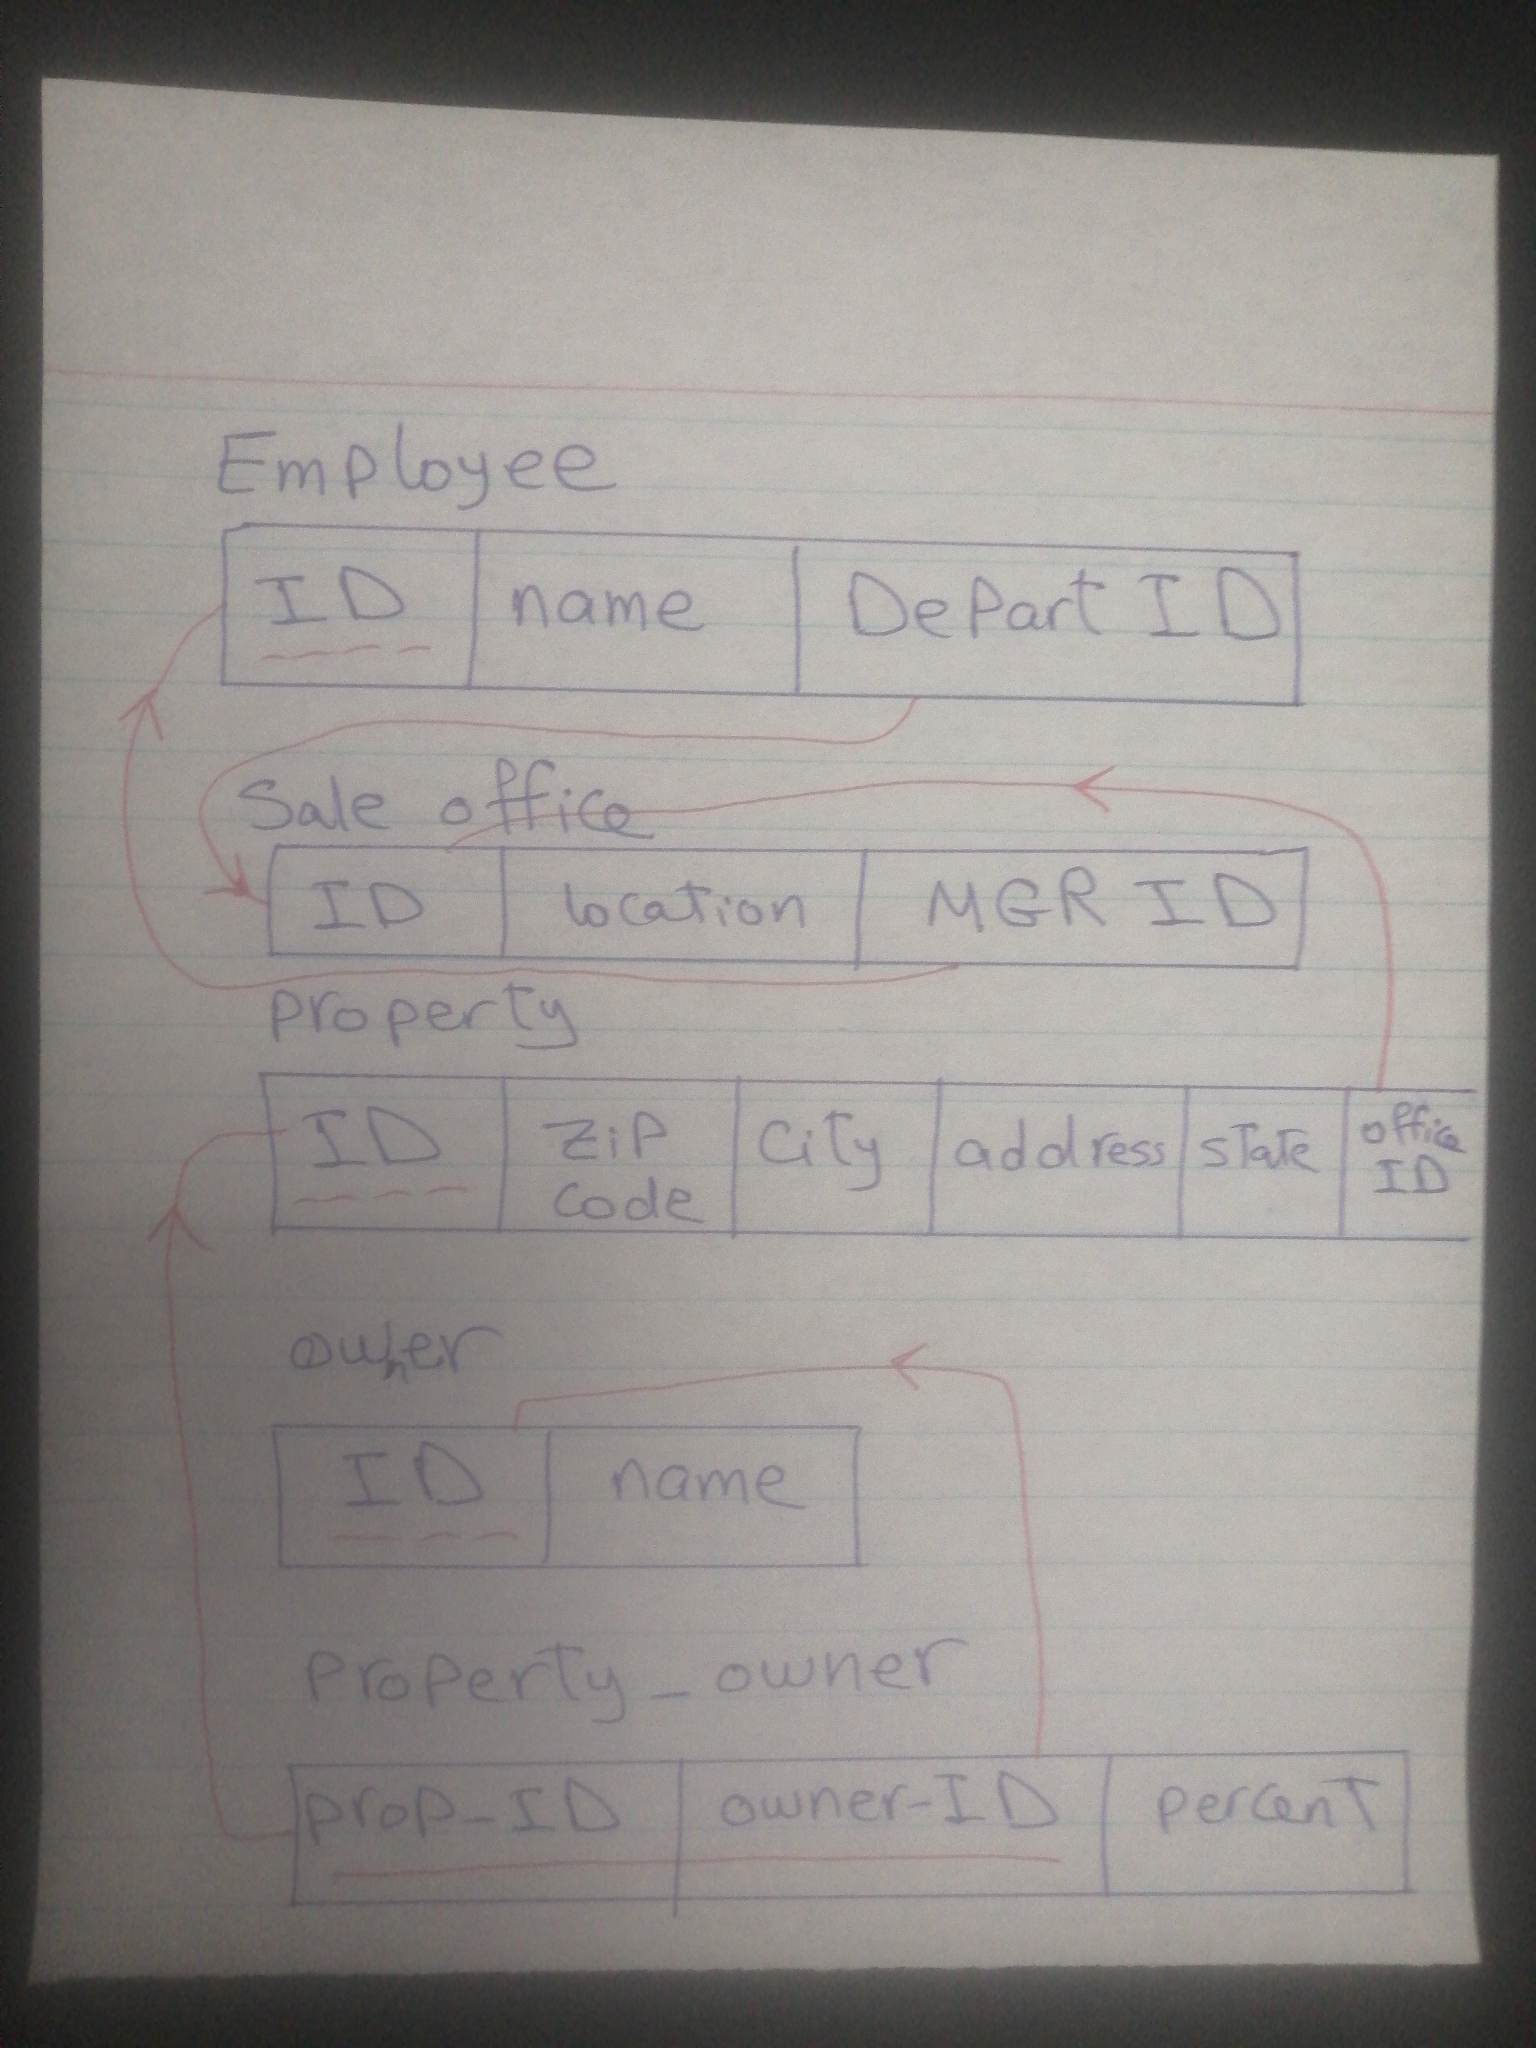 Employee
ID name Depart ID
Sale office
ID location MGR ID
property
ID Zip code City address state office ID
owner
ID name
Property_owner
prop-ID owner-ID percent